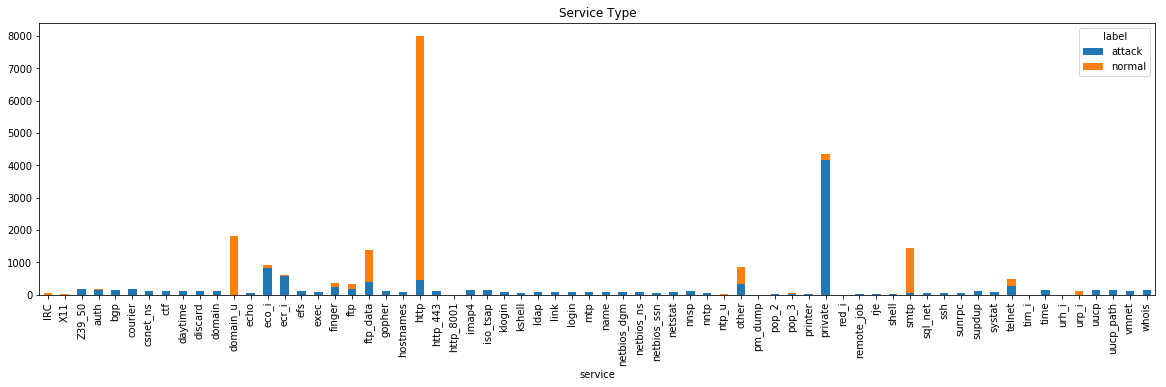 Service Type
label
attack
normal
8000
7000
6000
5000
4000
3000
2000
1000
0
IRC
X11
Z39_50
auth
bgp
courier
csnet_ns
ctf
daytime
discard
domain
domain_u
echo
eco_i
ecr_i
efs
exec
finger
ftp
ftp_data
gopher
hostnames
http
http_443
http_8001
imap4
iso_tsap
klogin
kshell
ldap
link
login
mtp
name
netbios_dgm
netbios_ns
netbios_ssn
netstat
nnsp
nntp
ntp_u
other
pm_dump
pop_2
pop_3
printer
private
red_i
remote_job
rje
shell
smtp
sql_net
ssh
sunrpc
supdup
systat
telnet
tim_i
time
urh_i
urp_i
uucp
uucp_path
vmnet
whois
service